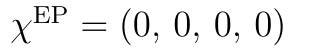 χ^EP = (0, 0, 0, 0)